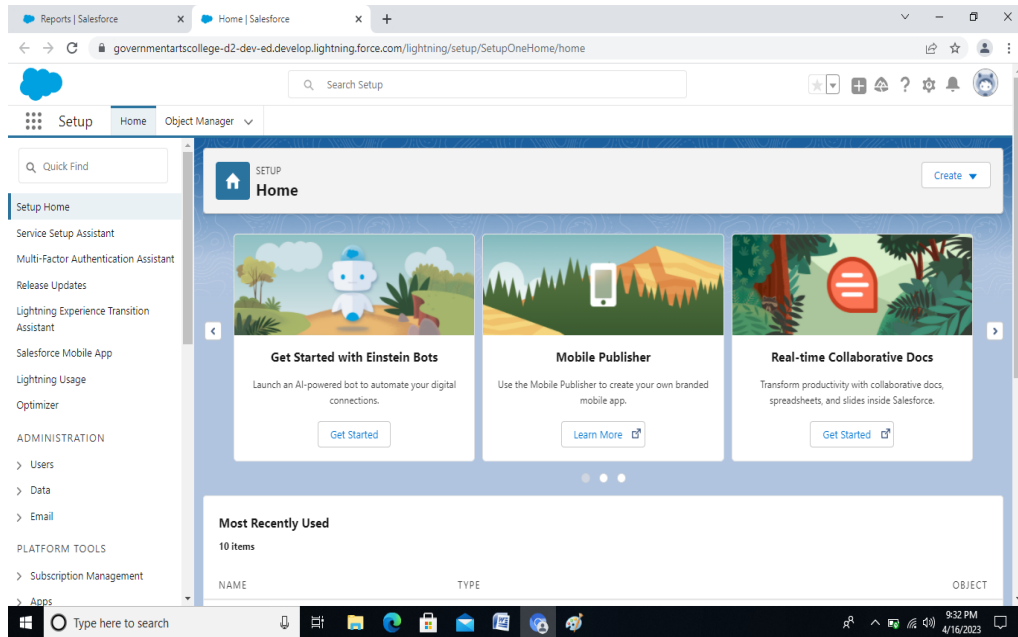 Reports | Salesforce
Home | Salesforce
governmentartscollege-d2-dev-ed.develop.lightning.force.com/lightning/setup/SetupOneHome/home
Search Setup
Setup
Home
Object Manager
Quick Find
Setup Home
Service Setup Assistant
Multi-Factor Authentication Assistant
Release Updates
Lightning Experience Transition
Assistant
Salesforce Mobile App
Lightning Usage
Optimizer
ADMINISTRATION
Users
Data
Email
PLATFORM TOOLS
Subscription Management
Apps
SETUP
Home
Create
Get Started with Einstein Bots
Launch an AI-powered bot to automate your digital
connections.
Get Started
Mobile Publisher
Use the Mobile Publisher to create your own branded
mobile app.
Learn More
Real-time Collaborative Docs
Transform productivity with collaborative docs,
spreadsheets, and slides inside Salesforce.
Get Started
Most Recently Used
10 items
NAME TYPE OBJECT
Type here to search
9:32 PM
4/16/2023